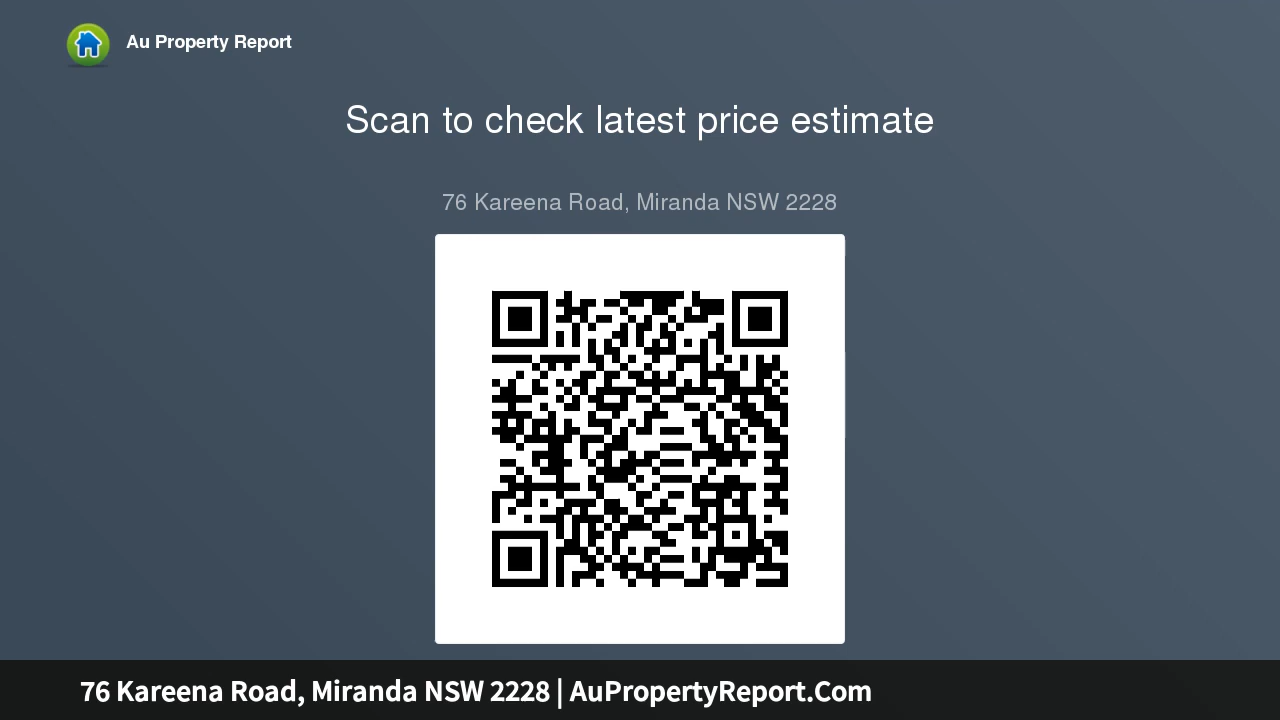 Au Property Report
Scan to check latest price estimate
76 Kareena Road, Miranda NSW 2228
76 Kareena Road, Miranda NSW 2228 | AuPropertyReport.Com